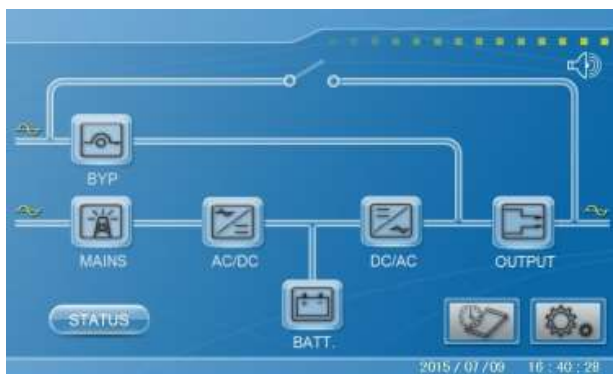 BYP
MAINS AC/DC DC/AC OUTPUT
STATUS
BATT.
2015 / 07 / 09 16 : 40 : 28